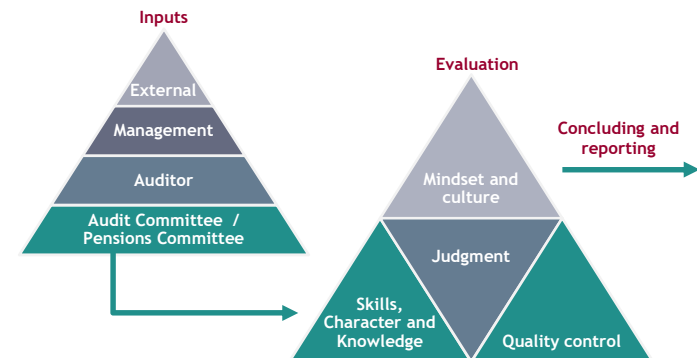 Inputs
External
Management
Auditor
Audit Committee /
Pensions Committee
Evaluation
Mindset and
culture
Judgment
Skills,
Character and
Knowledge
Quality control
Concluding and
reporting